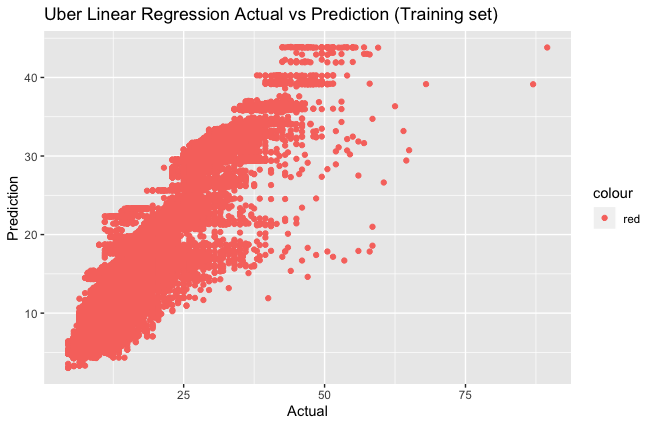 Uber Linear Regression Actual vs Prediction (Training set)
40
30
20
10
Prediction
25
50
75
Actual
colour
red